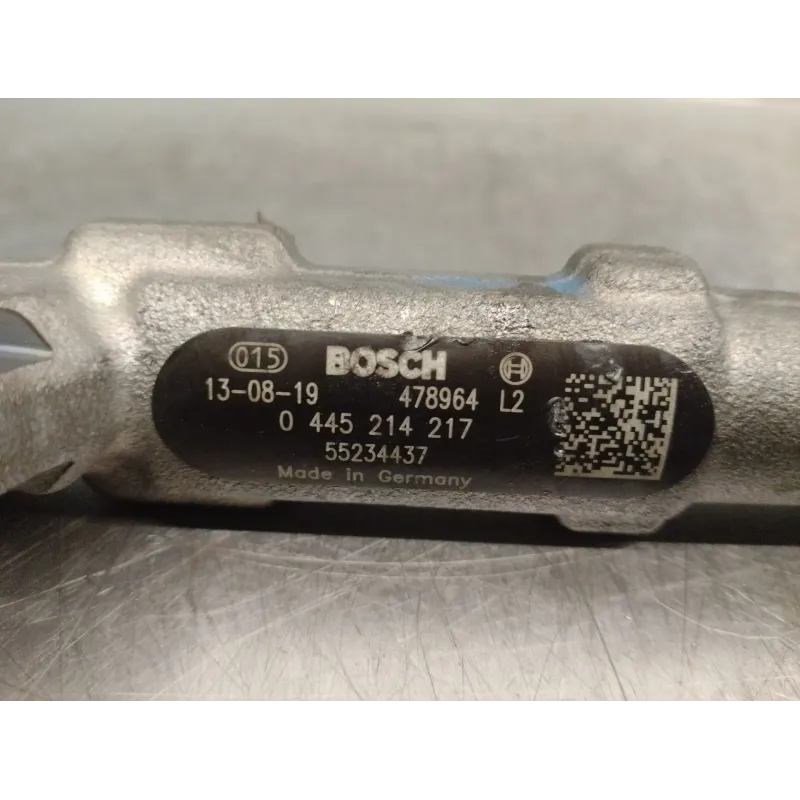 015 BOSCH
13-08-19 478964 L2
0 445 214 217
55234437
Made in Germany